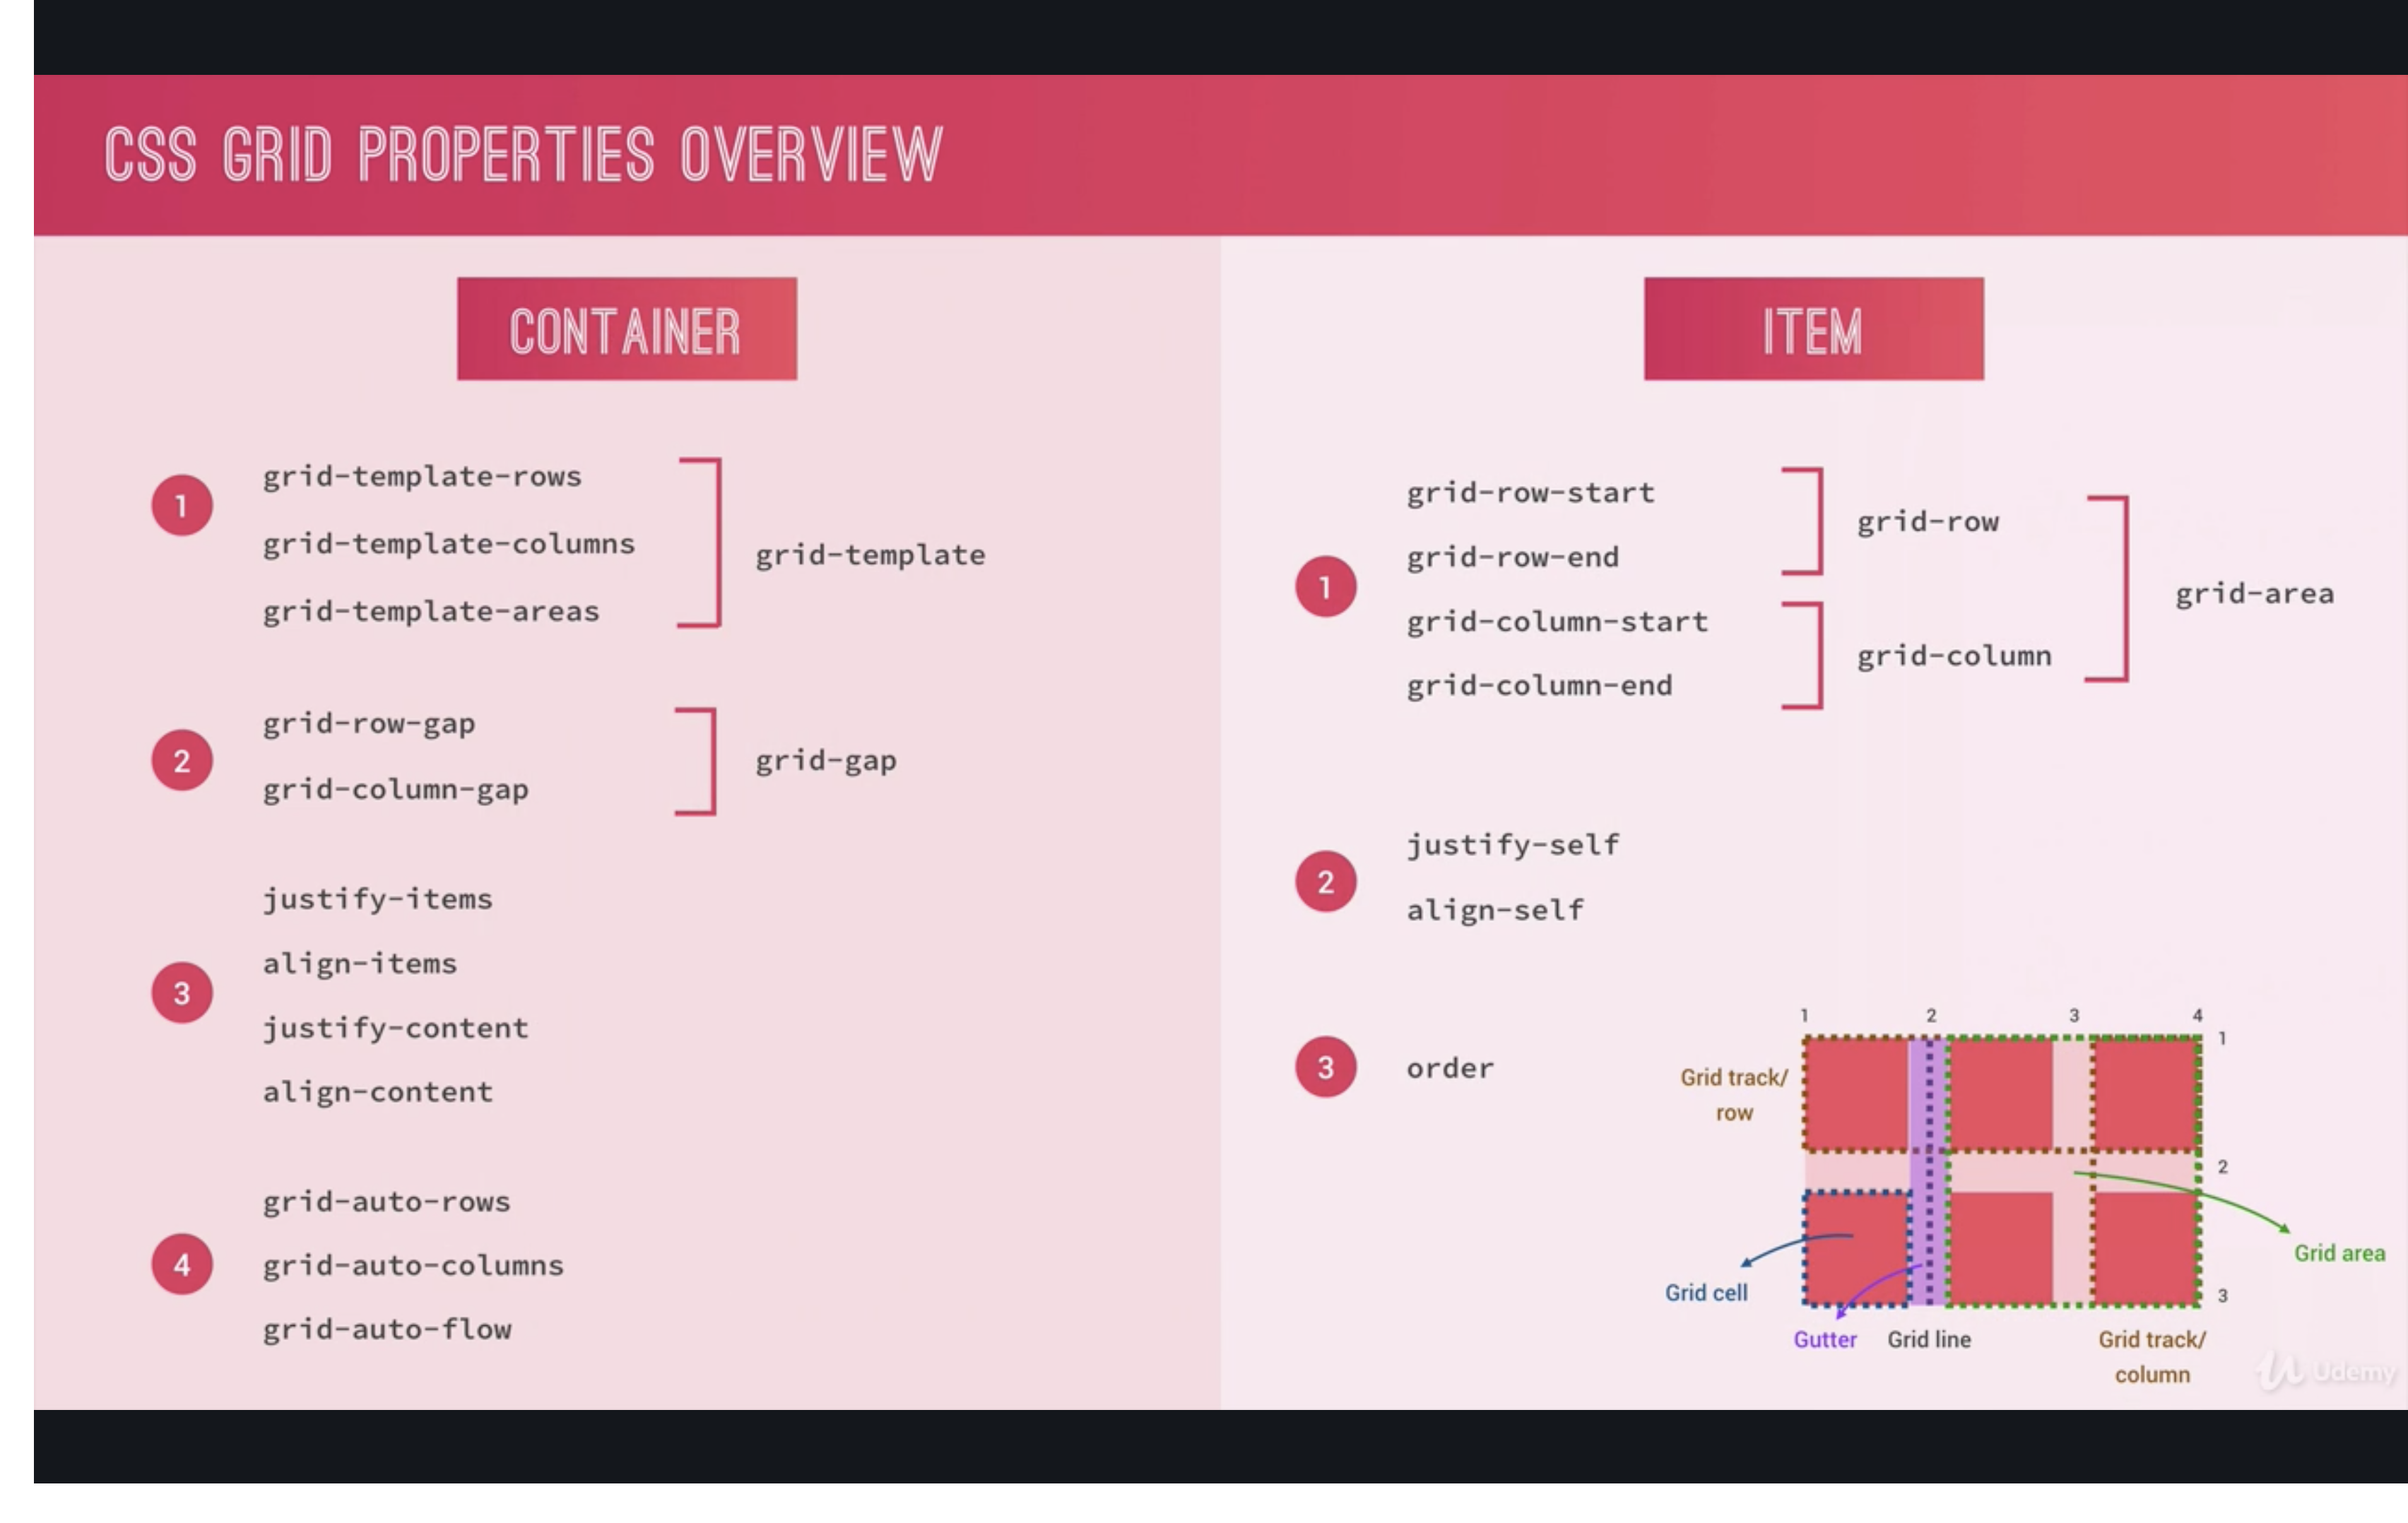 CSS GRID PROPERTIES OVERVIEW
CONTAINER
1
grid-template-rows
grid-template-columns
grid-template-areas
grid-template
2
grid-row-gap
grid-column-gap
grid-gap
3
justify-items
align-items
justify-content
align-content
4
grid-auto-rows
grid-auto-columns
grid-auto-flow
ITEM
1
grid-row-start
grid-row-end
grid-column-start
grid-column-end
grid-row
grid-column
grid-area
2
justify-self
align-self
3
order
1 2 3 4
1
2
3
Grid track/
row
Grid cell
Gutter
Grid line
Grid track/
column
Grid area
Udemy